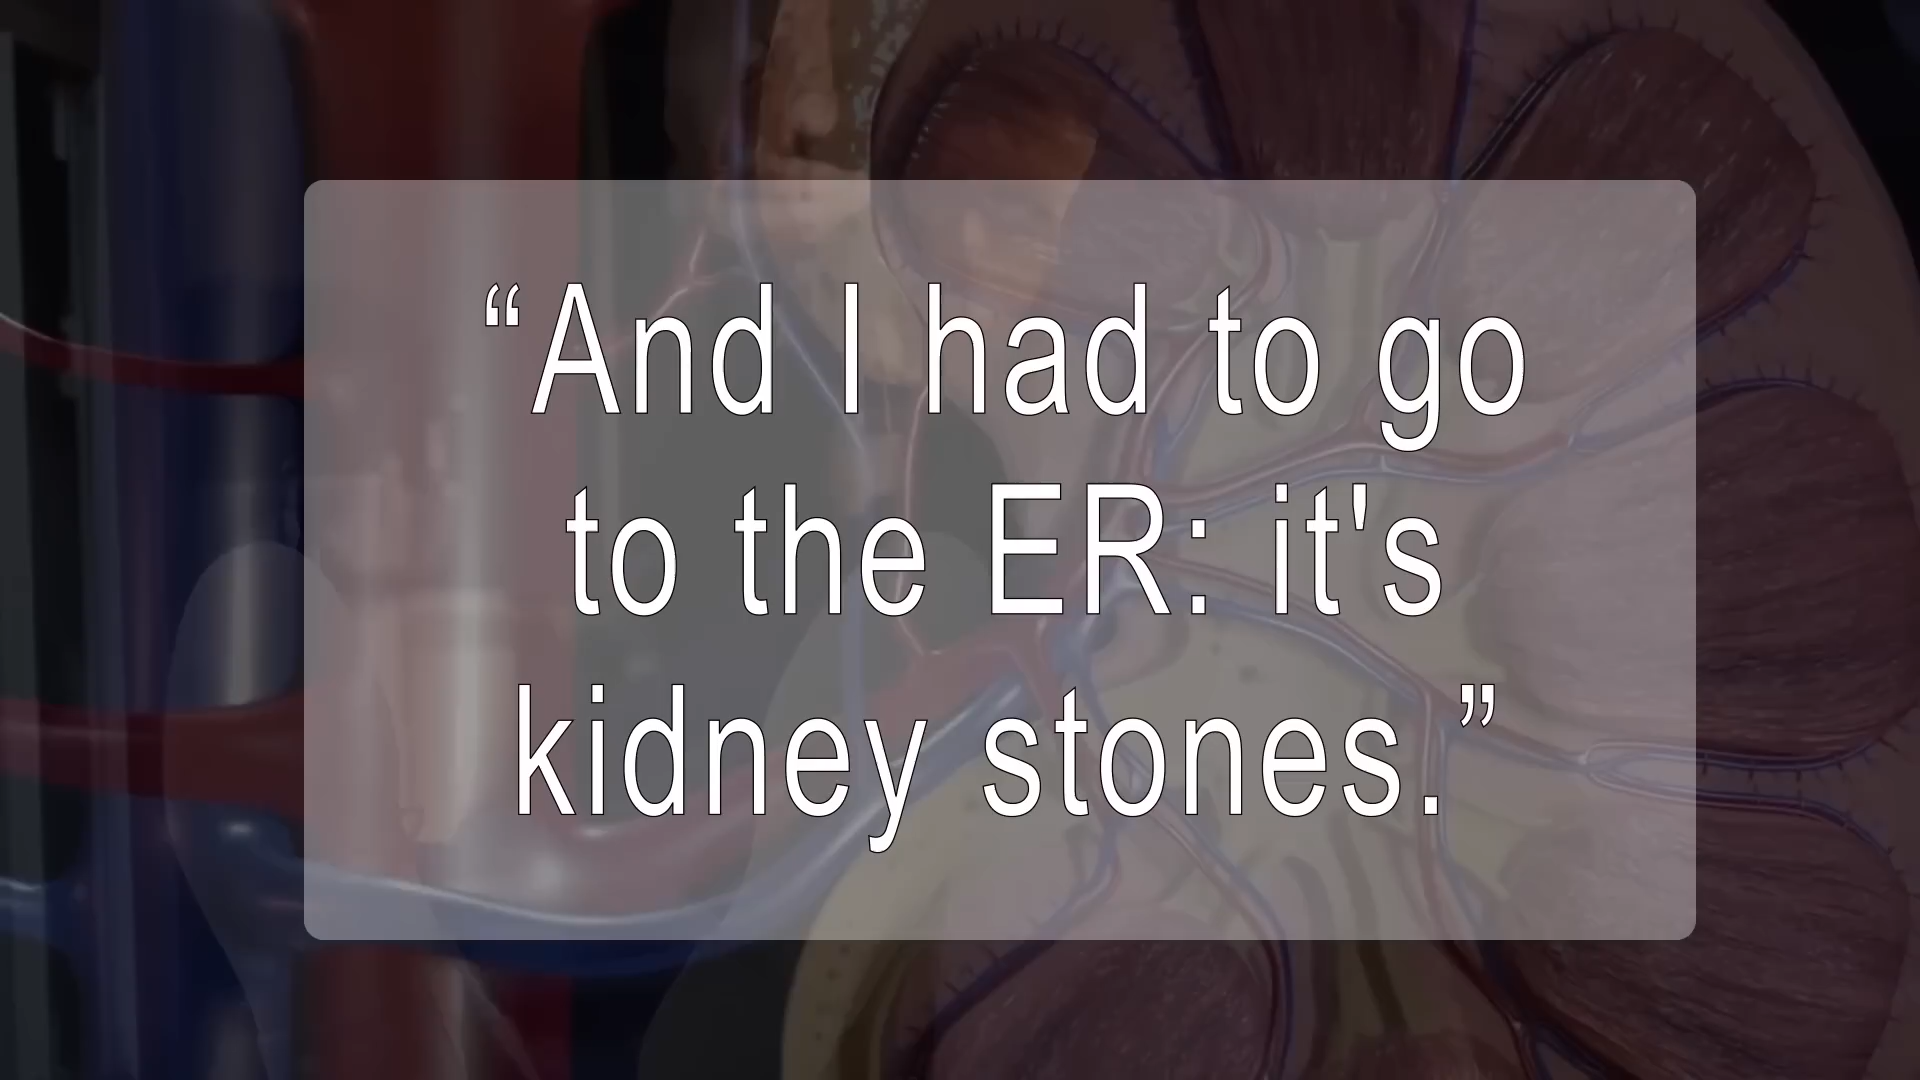 “And I had to go
to the ER: it's
kidney stones.”